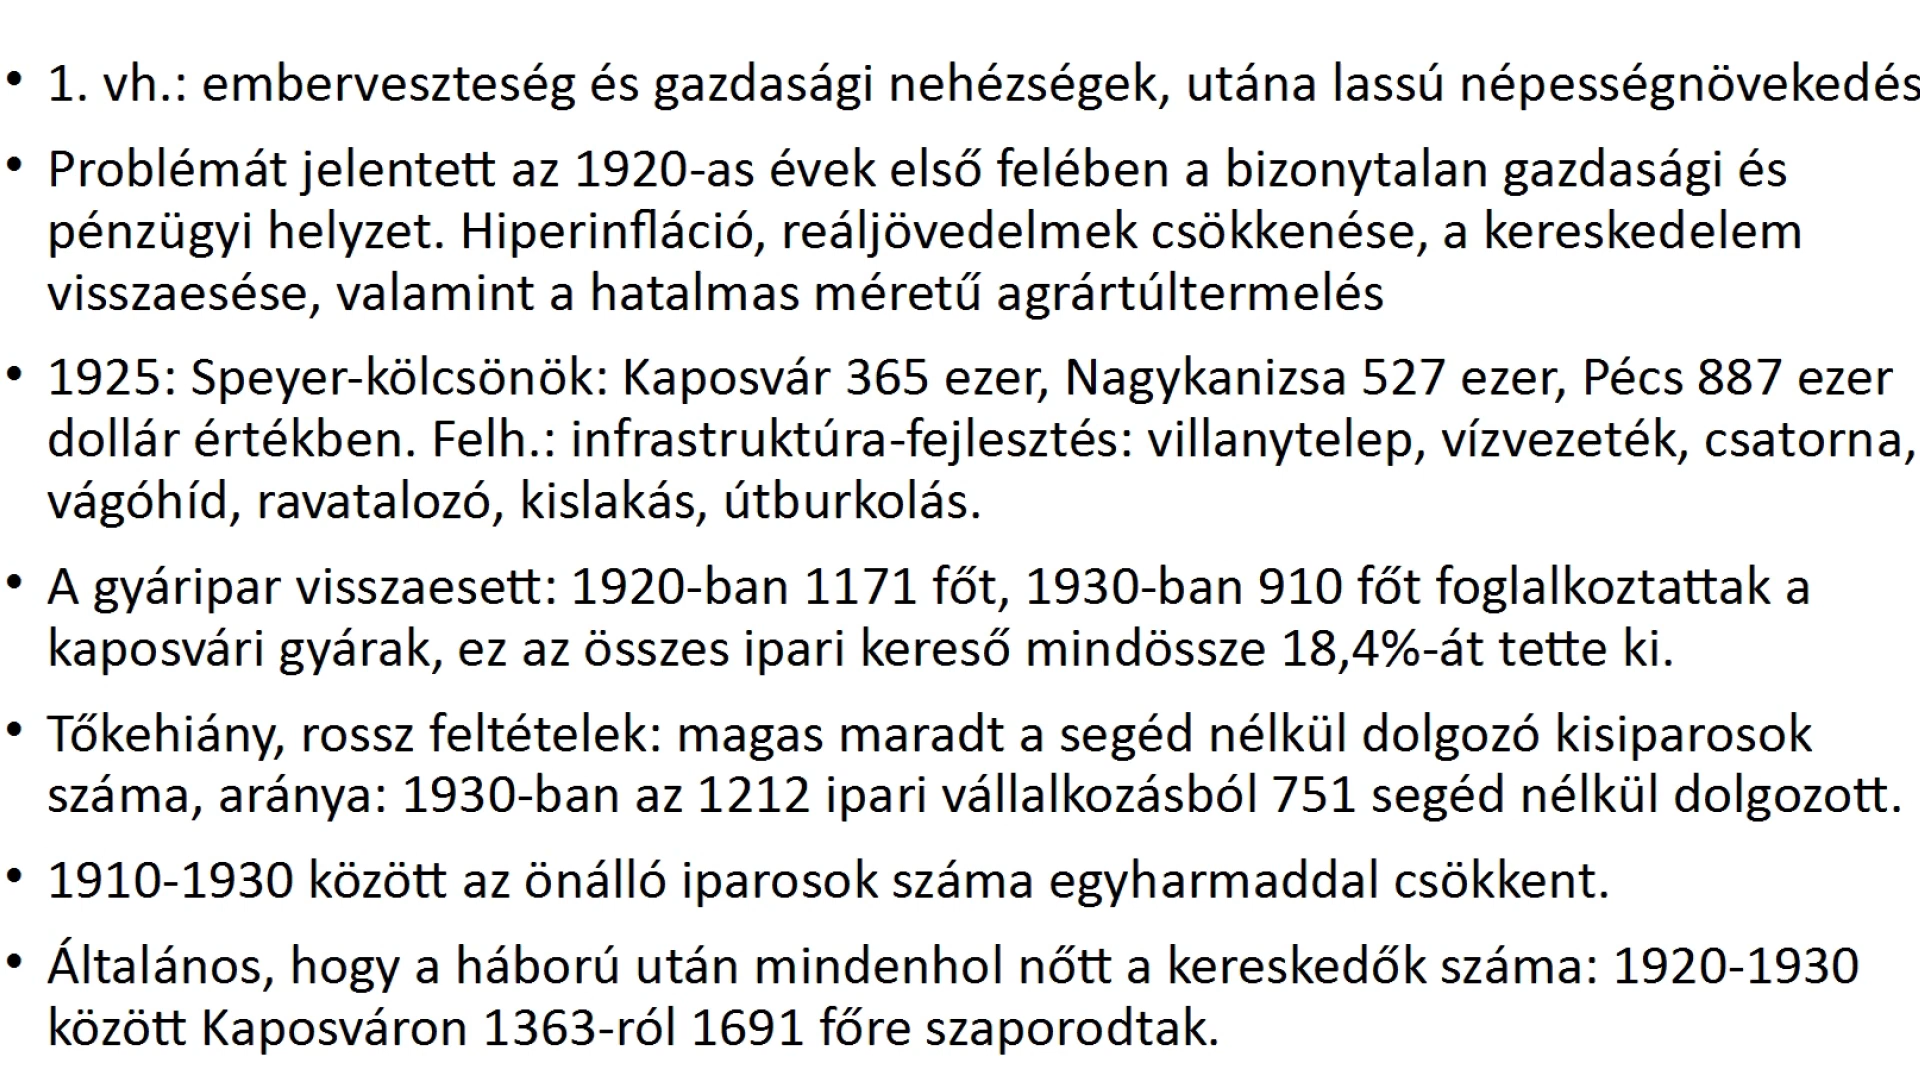 • 1. vh.: emberveszteség és gazdasági nehézségek, utána lassú népességnövekedés
• Problémát jelentett az 1920-as évek első felében a bizonytalan gazdasági és
pénzügyi helyzet. Hiperinfláció, reáljövedelmek csökkenése, a kereskedelem
visszaesése, valamint a hatalmas méretű agrártúltermelés
• 1925: Speyer-kölcsönök: Kaposvár 365 ezer, Nagykanizsa 527 ezer, Pécs 887 ezer
dollár értékben. Felh.: infrastruktúra-fejlesztés: villanytelep, vízvezeték, csatorna,
vágóhíd, ravatalozó, kislakás, útburkolás.
• A gyáripar visszaesett: 1920-ban 1171 főt, 1930-ban 910 főt foglalkoztattak a
kaposvári gyárak, ez az összes ipari kereső mindössze 18,4%-át tette ki.
• Tőkehiány, rossz feltételek: magas maradt a segéd nélkül dolgozó kisiparosok
száma, aránya: 1930-ban az 1212 ipari vállalkozásból 751 segéd nélkül dolgozott.
• 1910-1930 között az önálló iparosok száma egyharmaddal csökkent.
• Általános, hogy a háború után mindenhol nőtt a kereskedők száma: 1920-1930
között Kaposváron 1363-ról 1691 főre szaporodtak.